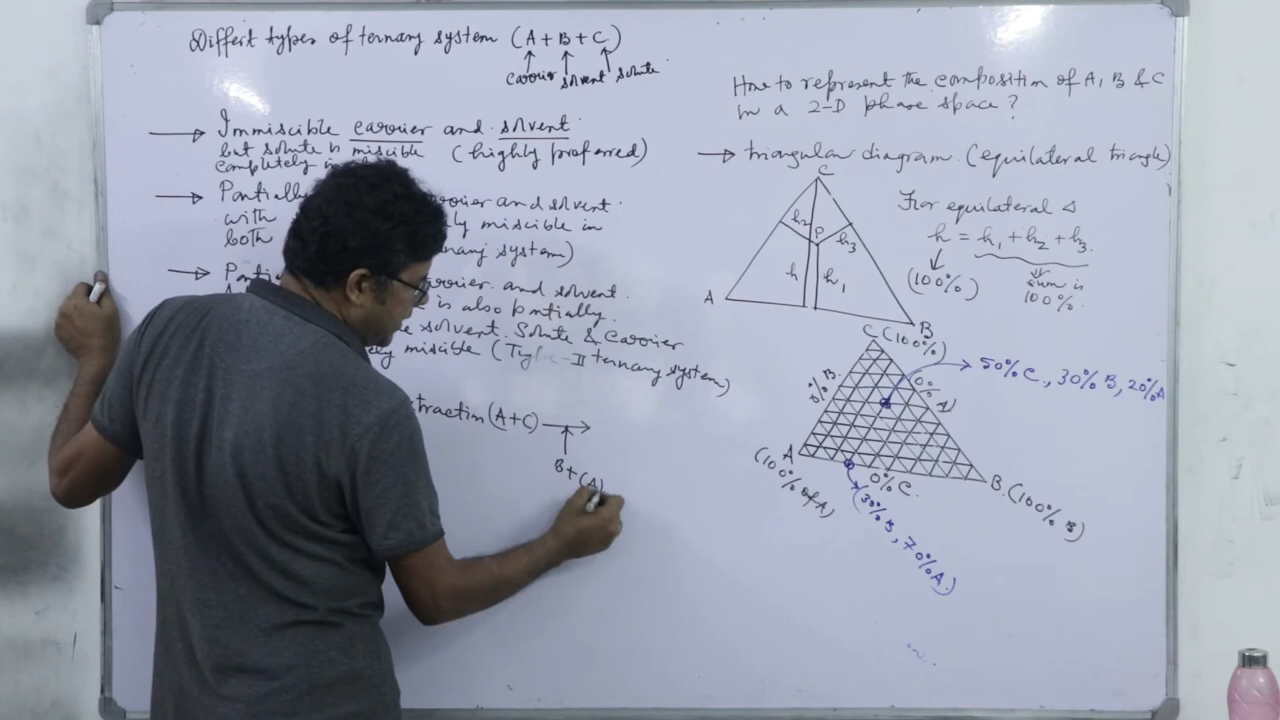 Differt types of ternary system (A + B + C)
carrier solvent solute
Immiscible carrier and solvent
but solute is miscible (highly preferred)
completely in
Partially carrier and solvent
with miscible in
both ternary system)
carrier and solvent
is also partially
solvent. Solute & Carrier
miscible (Type-II ternary system)
(A+C)
B+(A)
How to represent the composition of A, B & C
in a 2-D phase space?
triangular diagram. (equilateral triangle)
C
For equilateral Δ
h2 P h3
h = h1 + h2 + h3.
h h1
(100%) sum is
100%.
A B
C (100%)
0% B. 0% A 50% C., 30% B, 20% A
A B. (100% B)
(100% of A) 0% C.
(30% B, 70% A.)